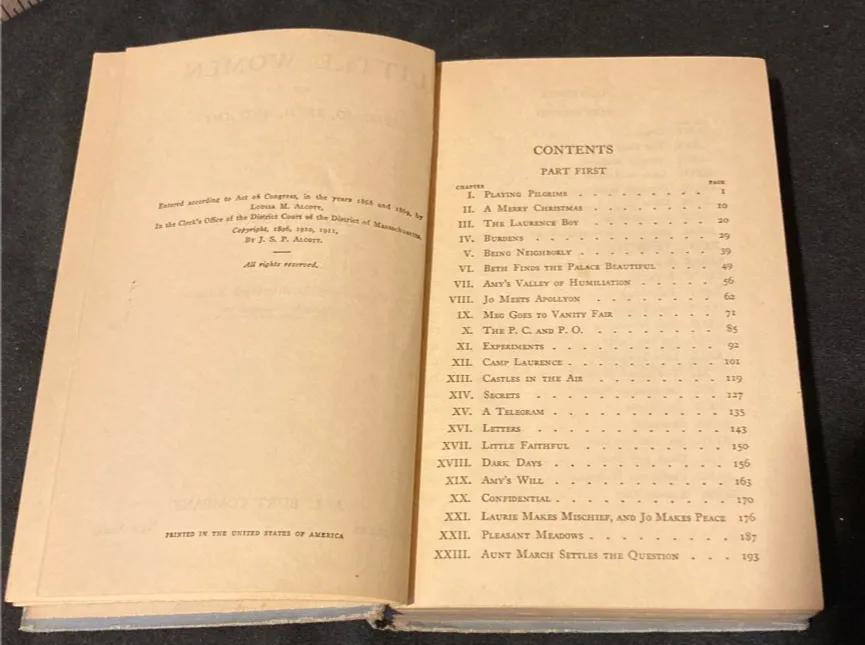 Entered according to Act of Congress, in the years 1868 and 1869, by
Louisa M. Alcott,
In the Clerk's Office of the District Court of the District of Massachusetts.
Copyright, 1896, 1910, 1911,
By J. S. P. Alcott.
All rights reserved.
PRINTED IN THE UNITED STATES OF AMERICA
CONTENTS
PART FIRST
CHAPTER PAGE
I. Playing Pilgrims . . . . . . . . . 1
II. A Merry Christmas . . . . . . . . 10
III. The Laurence Boy . . . . . . . . 20
IV. Burdens . . . . . . . . . . . 29
V. Being Neighborly . . . . . . . . 39
VI. Beth Finds the Palace Beautiful . . . . 49
VII. Amy's Valley of Humiliation . . . . . 56
VIII. Jo Meets Apollyon . . . . . . . 62
IX. Meg Goes to Vanity Fair . . . . . . 71
X. The P. C. and P. O. . . . . . . . . 85
XI. Experiments . . . . . . . . . . 92
XII. Camp Laurence . . . . . . . . . . 101
XIII. Castles in the Air . . . . . . . . 119
XIV. Secrets . . . . . . . . . . . 127
XV. A Telegram . . . . . . . . . . . 135
XVI. Letters . . . . . . . . . . . 143
XVII. Little Faithful . . . . . . . . . 150
XVIII. Dark Days . . . . . . . . . . . 156
XIX. Amy's Will . . . . . . . . . . . 163
XX. Confidential . . . . . . . . . . . 170
XXI. Laurie Makes Mischief, and Jo Makes Peace 176
XXII. Pleasant Meadows . . . . . . . . . 187
XXIII. Aunt March Settles the Question . . . 193